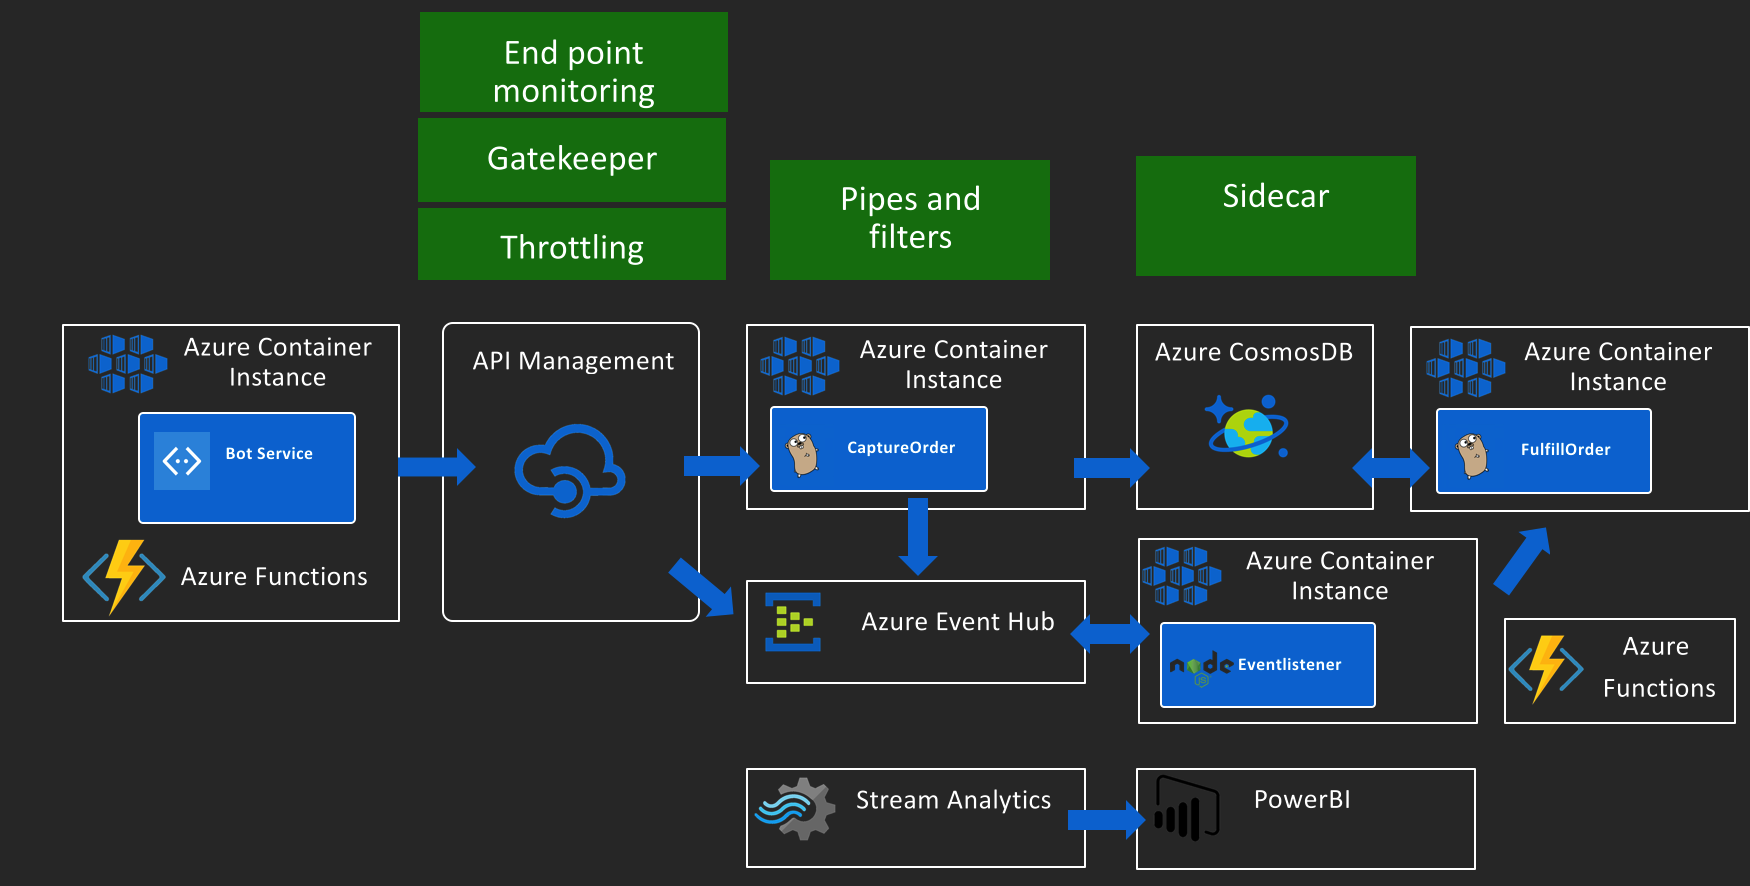 End point
monitoring
Gatekeeper
Throttling
Pipes and
filters
Sidecar
Azure Container
Instance
Bot Service
Azure Functions
API Management
Azure Container
Instance
CaptureOrder
Azure CosmosDB
Azure Container
Instance
FulfillOrder
Azure Event Hub
Azure Container
Instance
node
JS
Eventlistener
Azure
Functions
Stream Analytics
PowerBI